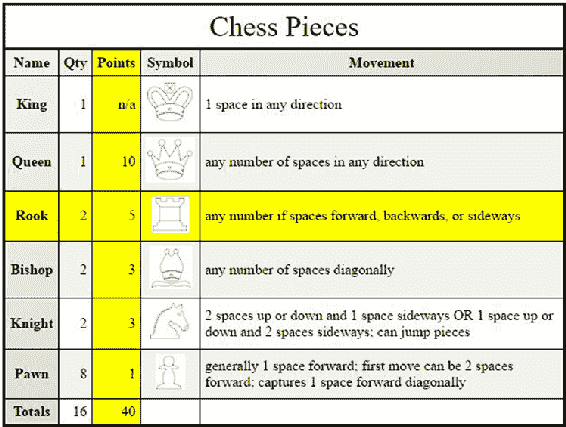 Chess Pieces
Name Qty Points Symbol Movement
King 1 n/a 1 space in any direction
Queen 1 10 any number of spaces in any direction
Rook 2 5 any number if spaces forward, backwards, or sideways
Bishop 2 3 any number of spaces diagonally
Knight 2 3 2 spaces up or down and 1 space sideways OR 1 space up or
down and 2 spaces sideways; can jump pieces
Pawn 8 1 generally 1 space forward; first move can be 2 spaces
forward; captures 1 space forward diagonally
Totals 16 40